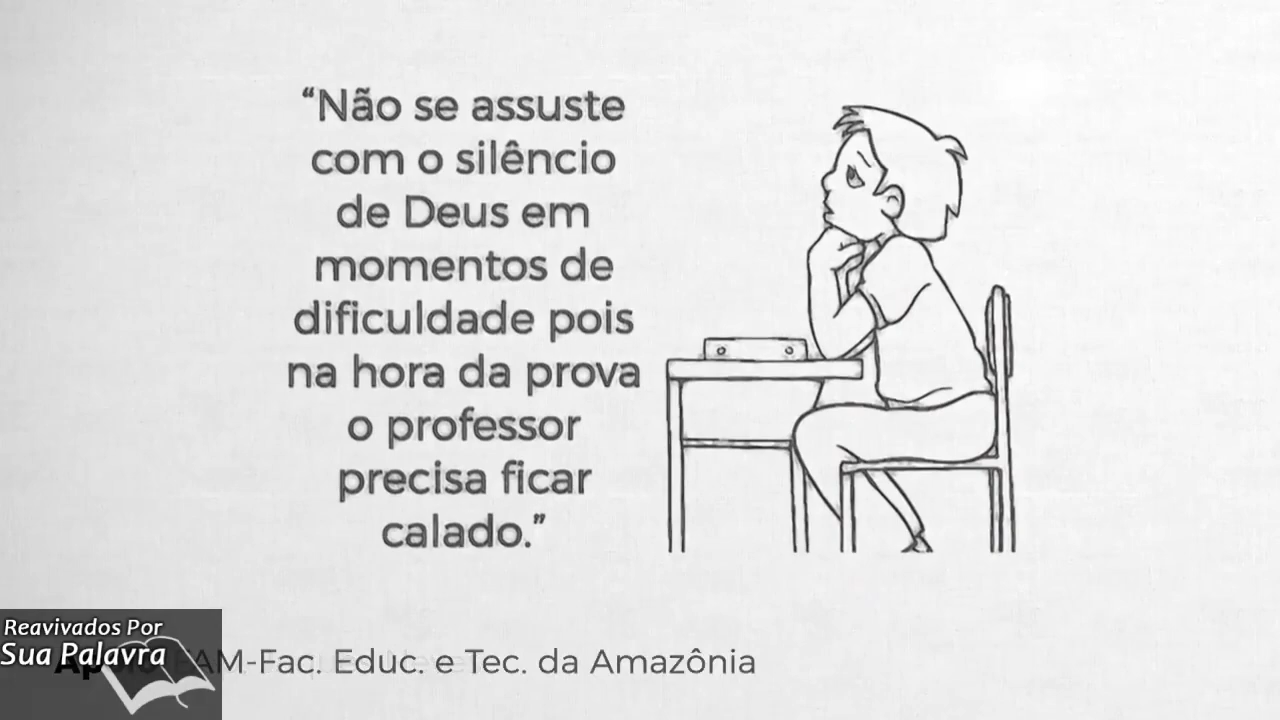 “Não se assuste
com o silêncio
de Deus em
momentos de
dificuldade pois
na hora da prova
o professor
precisa ficar
calado.”
Reavivados Por
Sua Palavra
FAM-Fac. Educ. e Tec. da Amazônia